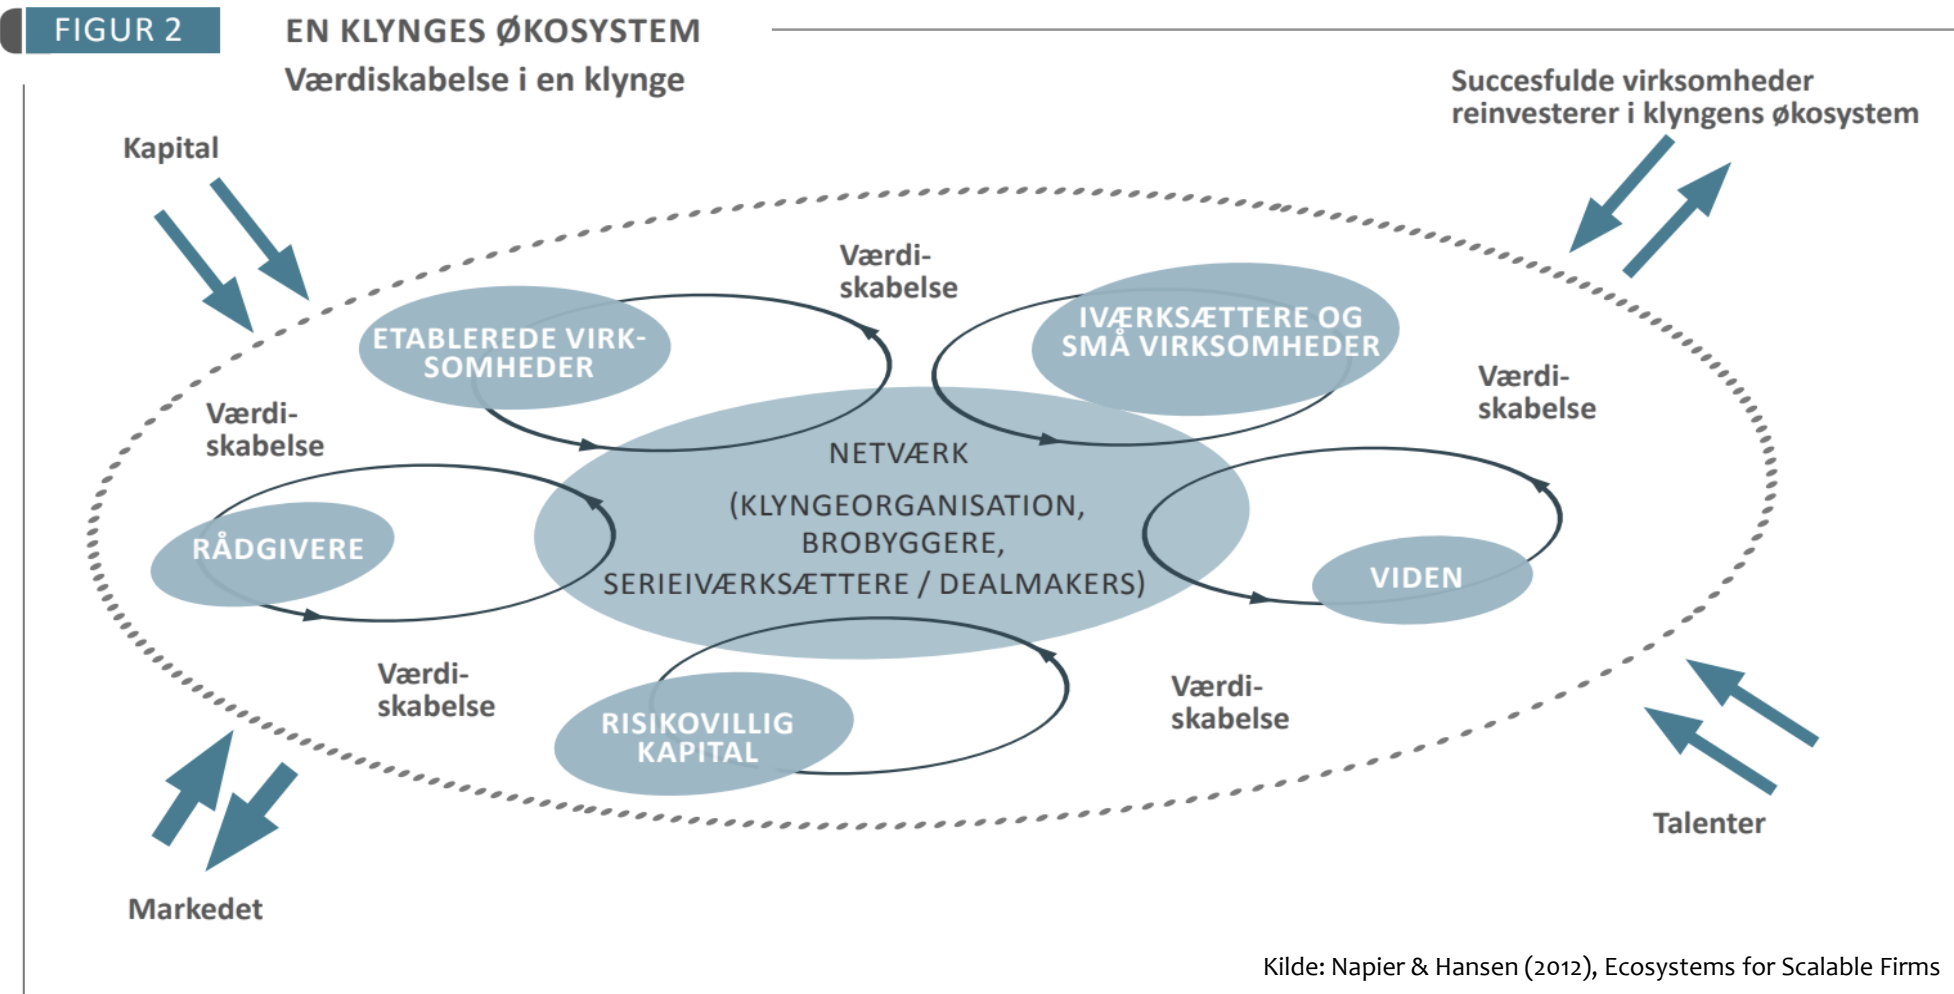 FIGUR 2
EN KLYNGES ØKOSYSTEM
Værdiskabelse i en klynge
Succesfulde virksomheder
reinvesterer i klyngens økosystem
Kapital
Værdi-
skabelse
ETABLEREDE VIRK-
SOMHEDER
IVÆRKSÆTTERE OG
SMÅ VIRKSOMHEDER
Værdi-
skabelse
Værdi-
skabelse
NETVÆRK
(KLYNGEORGANISATION,
BROBYGGERE,
SERIEIVÆRKSÆTTERE / DEALMAKERS)
RÅDGIVERE
VIDEN
Værdi-
skabelse
Værdi-
skabelse
RISIKOVILLIG
KAPITAL
Talenter
Markedet
Kilde: Napier & Hansen (2012), Ecosystems for Scalable Firms